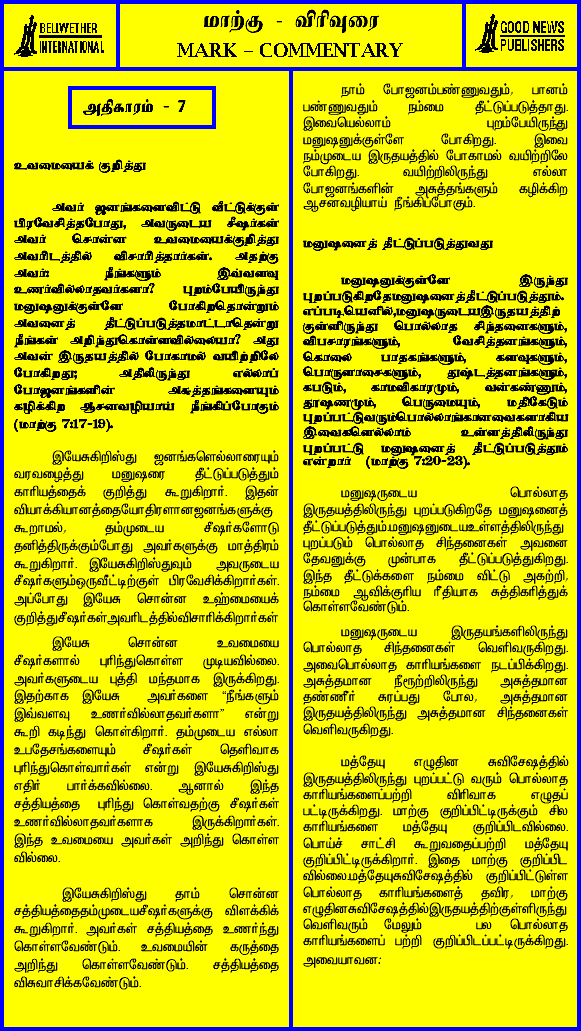 BELLWETHER
INTERNATIONAL
மாற்கு - விரிவுரை
MARK – COMMENTARY
GOOD NEWS
PUBLISHERS
அதிகாரம் - 7
உவமையைக் குறித்து
அவர் ஜனங்களைவிட்டு வீட்டுக்குள்
பிரவேசித்தபோது, அவருடைய சீஷர்கள்
அவர் சொன்ன உவமையைக்குறித்து
அவரிடத்தில் விசாரித்தார்கள். அதற்கு
அவர்: நீங்களும் இவ்வளவு
உணர்வில்லாதவர்களா? புறம்பேயிருந்து
மனுஷனுக்குள்ளே போகிறதொன்றும்
அவனைத் தீட்டுப்படுத்தமாட்டாதென்று
நீங்கள் அறிந்துகொள்ளவில்லையா? அது
அவன் இருதயத்தில் போகாமல் வயிற்றிலே
போகிறது; அதிலிருந்து எல்லாப்
போஜனங்களின் அசுத்தங்களையும்
கழிக்கிற ஆசனவழியாய் நீங்கிப்போகும்
(மாற்கு 7:17-19).
இயேசுகிறிஸ்து ஜனங்களெல்லாரையும்
வரவழைத்து மனுஷரை தீட்டுப்படுத்தும்
காரியத்தைக் குறித்து கூறுகிறார். இதன்
வியாக்கியானத்தையோதிரளானஜனங்களுக்கு
கூறாமல், தம்முடைய சீஷர்களோடு
தனித்திருக்கும்போது அவர்களுக்கு மாத்திரம்
கூறுகிறார். இயேசுகிறிஸ்துவும் அவருடைய
சீஷர்களும்ஒருவீட்டிற்குள் பிரவேசிக்கிறார்கள்.
அப்போது இயேசு சொன்ன உஹ்மையைக்
குறித்துசீஷர்கள்அவரிடத்தில்விசாரிக்கிறார்கள்
இயேசு சொன்ன உவமையை
சீஷர்களால் புரிந்துகொள்ள முடியவில்லை.
அவர்களுடைய புத்தி மந்தமாக இருக்கிறது.
இதற்காக இயேசு அவர்களை “நீங்களும்
இவ்வளவு உணர்வில்லாதவர்களா” என்று
கூறி கடிந்து கொள்கிறார். தம்முடைய எல்லா
உபதேசங்களையும் சீஷர்கள் தெளிவாக
புரிந்துகொள்வார்கள் என்று இயேசுகிறிஸ்து
எதிர் பார்க்கவில்லை. ஆனால் இந்த
சத்தியத்தை புரிந்து கொள்வதற்கு சீஷர்கள்
உணர்வில்லாதவர்களாக இருக்கிறார்கள்.
இந்த உவமையை அவர்கள் அறிந்து கொள்ள
வில்லை.
இயேசுகிறிஸ்து தாம் சொன்ன
சத்தியத்தைதம்முடையசீஷர்களுக்கு விளக்கிக்
கூறுகிறார். அவர்கள் சத்தியத்தை உணர்ந்து
கொள்ளவேண்டும். உவமையின் கருத்தை
அறிந்து கொள்ளவேண்டும். சத்தியத்தை
விசுவாசிக்கவேண்டும்.
நாம் போஜனம்பண்ணுவதும், பானம்
பண்ணுவதும் நம்மை தீட்டுப்படுத்தாது.
இவையெல்லாம் புறம்பேயிருந்து
மனுஷனுக்குள்ளே போகிறது. இவை
நம்முடைய இருதயத்தில் போகாமல் வயிற்றிலே
போகிறது. வயிற்றிலிருந்து எல்லா
போஜனங்களின் அசுத்தங்களும் கழிக்கிற
ஆசனவழியாய் நீங்கிப்போகும்.
மனுஷனைத் தீட்டுப்படுத்துவது
மனுஷனுக்குள்ளே இருந்து
புறப்படுகிறதேமனுஷனைத்தீட்டுப்படுத்தும்.
எப்படியெனில்,மனுஷருடையஇருதயத்திற்
குள்ளிருந்து பொல்லாத சிந்தனைகளும்,
விபசாரங்களும், வேசித்தனங்களும்,
கொலை பாதகங்களும், களவுகளும்,
பொருளாசைகளும், துஷ்டத்தனங்களும்,
கபடும், காமவிகாரமும், வன்கண்ணும்,
தூஷணமும், பெருமையும், மதிகேடும்
புறப்பட்டுவரும்பொல்லாங்கானவைகளாகிய
இவைகளெல்லாம் உள்ளத்திலிருந்து
புறப்பட்டு மனுஷனைத் தீட்டுப்படுத்தும்
என்றார் (மாற்கு 7:20-23).
மனுஷருடைய பொல்லாத
இருதயத்திலிருந்து புறப்படுகிறதே மனுஷனைத்
தீட்டுப்படுத்தும்.மனுஷனுடையஉள்ளத்திலிருந்து
புறப்படும் பொல்லாத சிந்தனைகள் அவனை
தேவனுக்கு முன்பாக தீட்டுப்படுத்துகிறது.
இந்த தீட்டுக்களை நம்மை விட்டு அகற்றி,
நம்மை ஆவிக்குரிய ரீதியாக சுத்திகரித்துக்
கொள்ளவேண்டும்.
மனுஷருடைய இருதயங்களிலிருந்து
பொல்லாத சிந்தனைகள் வெளிவருகிறது.
அவைபொல்லாத காரியங்களை நடப்பிக்கிறது.
அசுத்தமான நீரூற்றிலிருந்து அசுத்தமான
தண்ணீர் சுரப்பது போல, அசுத்தமான
இருதயத்திலிருந்து அசுத்தமான சிந்தனைகள்
வெளிவருகிறது.
மத்தேயு எழுதின சுவிசேஷத்தில்
இருதயத்திலிருந்து புறப்பட்டு வரும் பொல்லாத
காரியங்களைப்பற்றி விரிவாக எழுதப்
பட்டிருக்கிறது. மாற்கு குறிப்பிட்டிருக்கும் சில
காரியங்களை மத்தேயு குறிப்பிடவில்லை.
பொய்ச் சாட்சி கூறுவதைப்பற்றி மத்தேயு
குறிப்பிட்டிருக்கிறார். இதை மாற்கு குறிப்பிட
வில்லை.மத்தேயுசுவிசேஷத்தில் குறிப்பிட்டுள்ள
பொல்லாத காரியங்களைத் தவிர, மாற்கு
எழுதினசுவிசேஷத்தில்இருதயத்திற்குள்ளிருந்து
வெளிவரும் மேலும் பல பொல்லாத
காரியங்களைப் பற்றி குறிப்பிடப்பட்டிருக்கிறது.
அவையாவன: